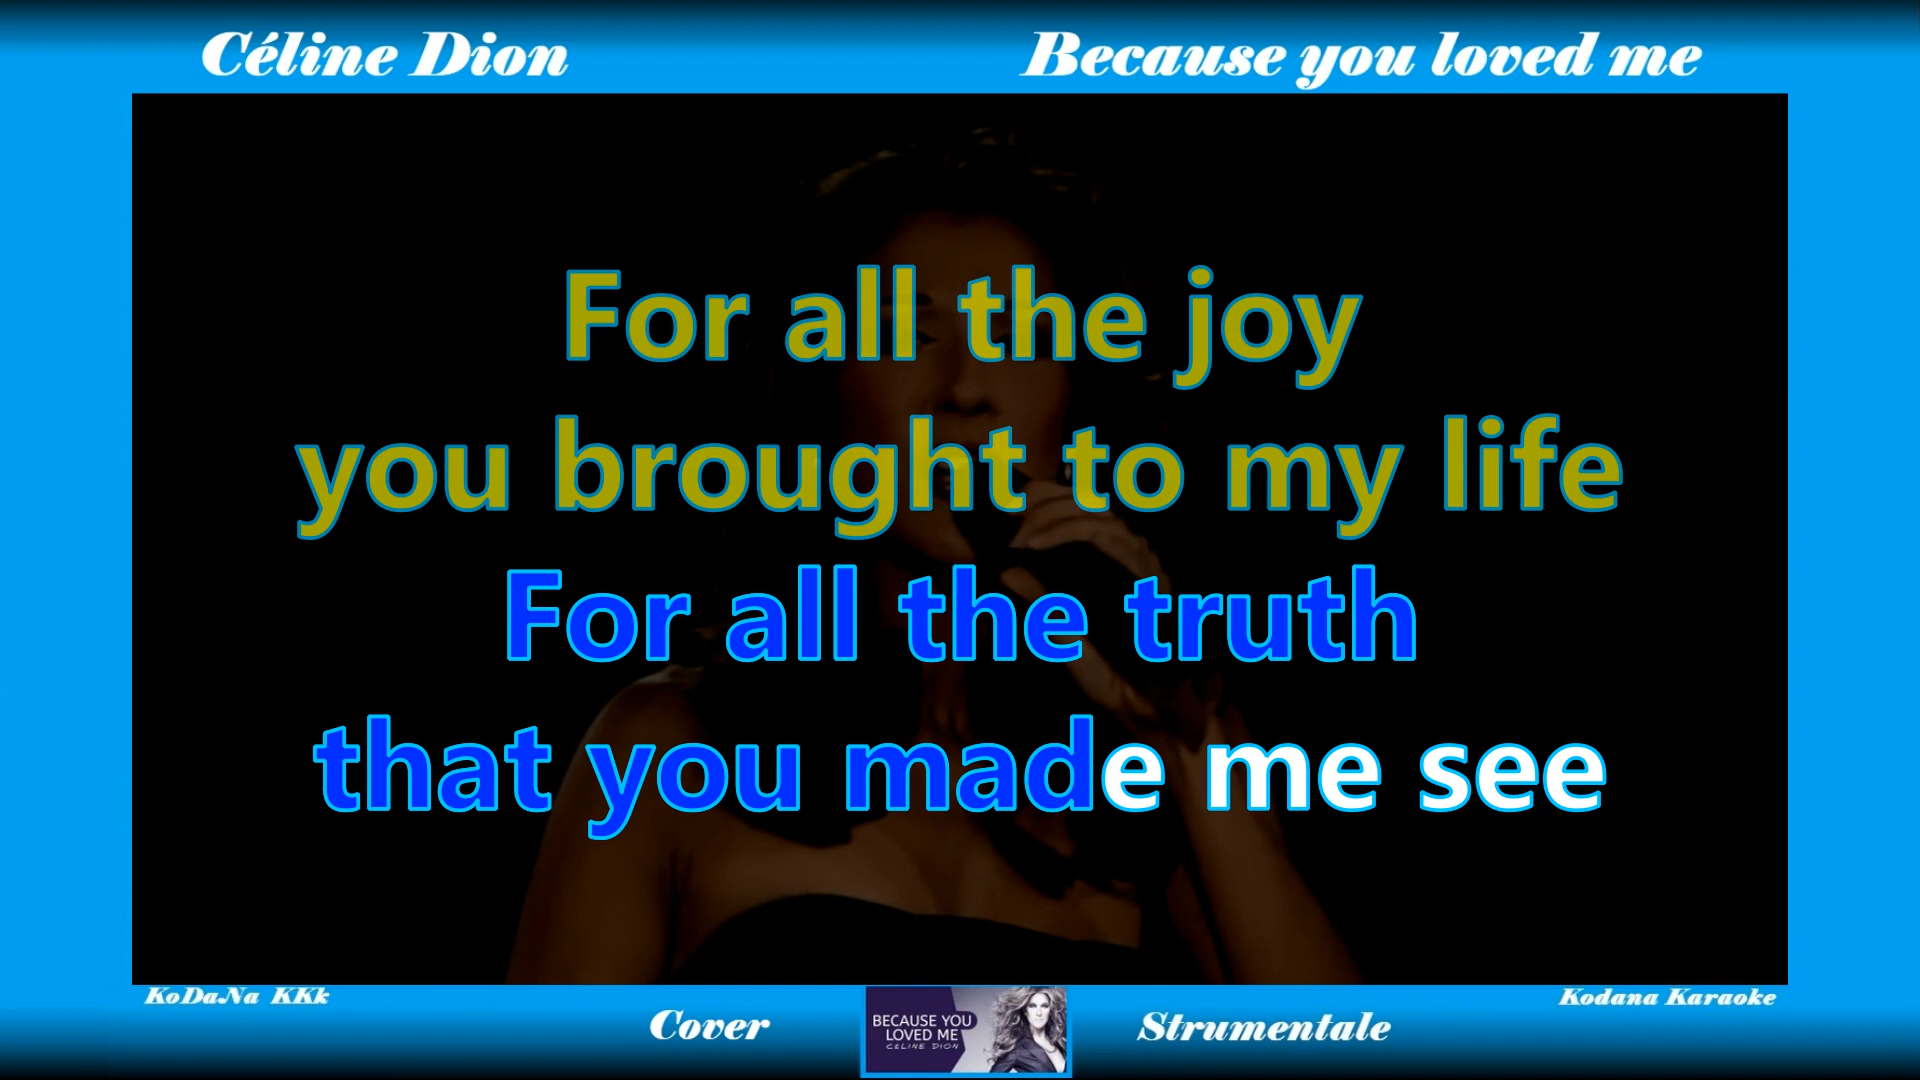 Céline Dion
Because you loved me
For all the joy
you brought to my life
For all the truth
that you made me see
KoDaNa KKk
Kodana Karaoke
Cover
BECAUSE YOU
LOVED ME
CELINE DION
Strumentale